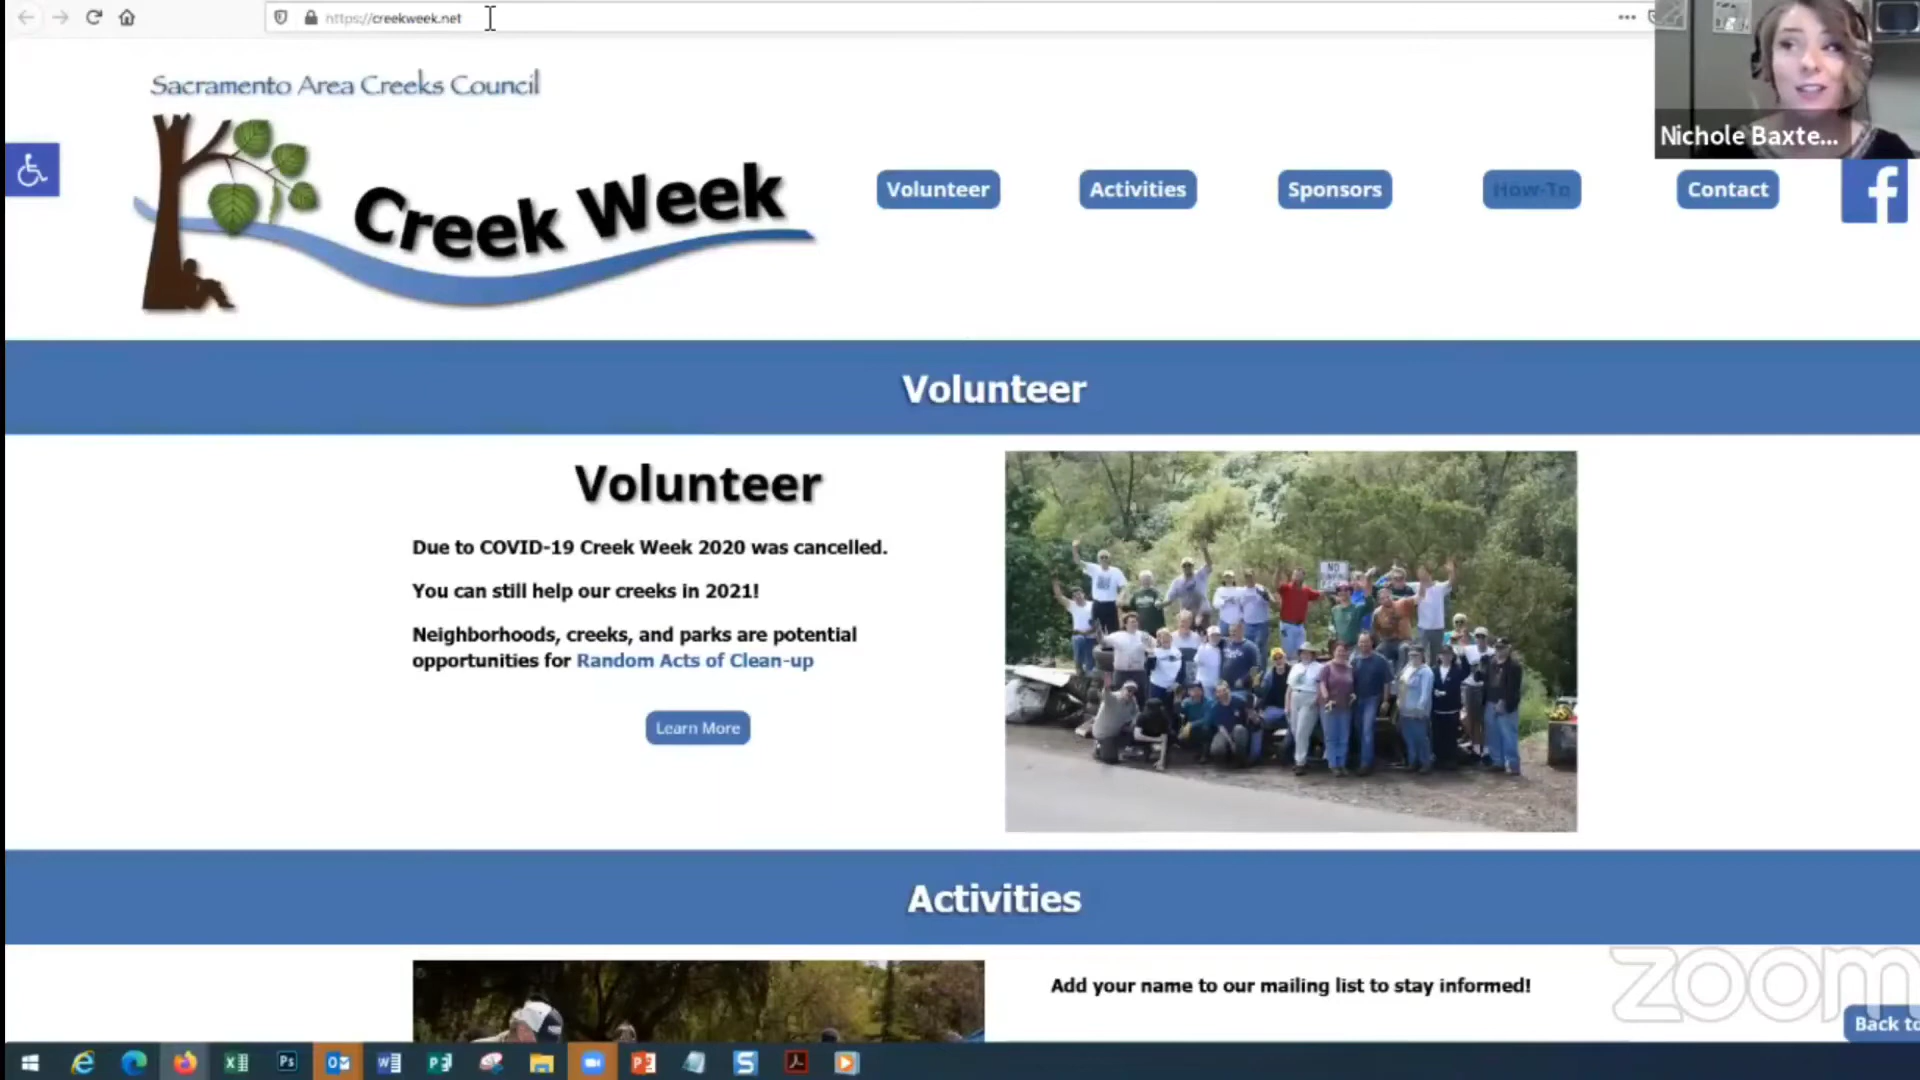 https://creekweek.net
Sacramento Area Creeks Council
Creek Week
Nichole Baxte...
Volunteer
Activities
Sponsors
How-To
Contact
Volunteer
Volunteer
Due to COVID-19 Creek Week 2020 was cancelled.
You can still help our creeks in 2021!
Neighborhoods, creeks, and parks are potential
opportunities for Random Acts of Clean-up
Learn More
NO
Activities
Add your name to our mailing list to stay informed!
zoom
Back to